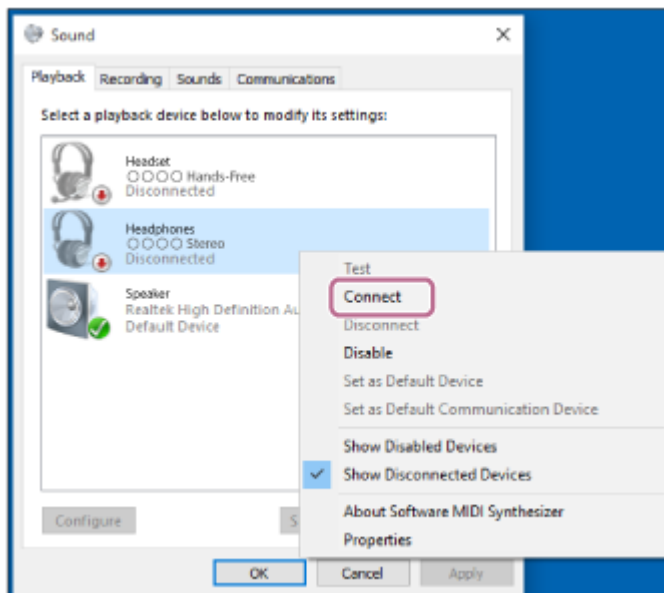 Sound
Playback Recording Sounds Communications
Select a playback device below to modify its settings:
Headset
○○○○ Hands-Free
Disconnected
Headphones
○○○○ Stereo
Disconnected
Speaker
Realtek High Definition Au
Default Device
Test
Connect
Disconnect
Disable
Set as Default Device
Set as Default Communication Device
Show Disabled Devices
Show Disconnected Devices
About Software MIDI Synthesizer
Properties
Configure S
OK Cancel Apply